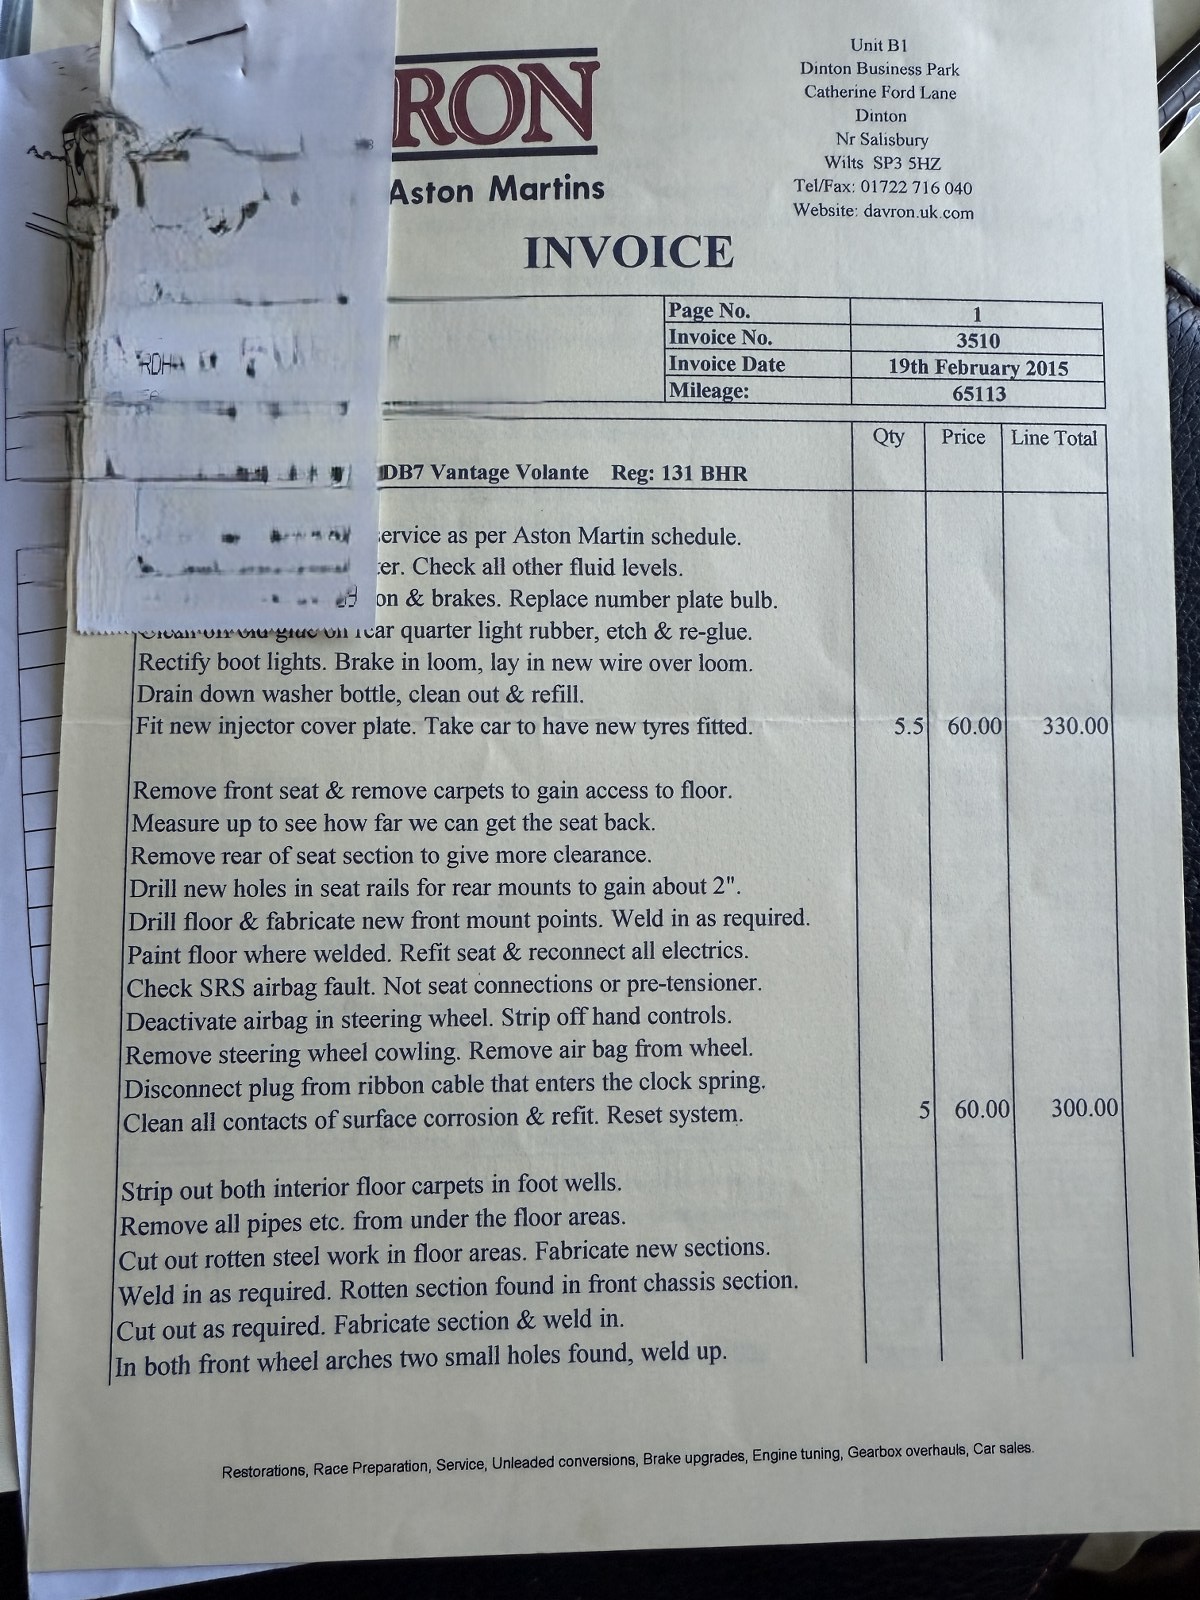 RON
Aston Martins
Unit B1
Dinton Business Park
Catherine Ford Lane
Dinton
Nr Salisbury
Wilts SP3 5HZ
Tel/Fax: 01722 716 040
Website: davron.uk.com
INVOICE
Page No. 1
Invoice No. 3510
Invoice Date 19th February 2015
Mileage: 65113
Qty Price Line Total
DB7 Vantage Volante Reg: 131 BHR
ervice as per Aston Martin schedule.
er. Check all other fluid levels.
on & brakes. Replace number plate bulb.
Clean off old glue on rear quarter light rubber, etch & re-glue.
Rectify boot lights. Brake in loom, lay in new wire over loom.
Drain down washer bottle, clean out & refill.
Fit new injector cover plate. Take car to have new tyres fitted. 5.5 60.00 330.00
Remove front seat & remove carpets to gain access to floor.
Measure up to see how far we can get the seat back.
Remove rear of seat section to give more clearance.
Drill new holes in seat rails for rear mounts to gain about 2".
Drill floor & fabricate new front mount points. Weld in as required.
Paint floor where welded. Refit seat & reconnect all electrics.
Check SRS airbag fault. Not seat connections or pre-tensioner.
Deactivate airbag in steering wheel. Strip off hand controls.
Remove steering wheel cowling. Remove air bag from wheel.
Disconnect plug from ribbon cable that enters the clock spring.
Clean all contacts of surface corrosion & refit. Reset system. 5 60.00 300.00
Strip out both interior floor carpets in foot wells.
Remove all pipes etc. from under the floor areas.
Cut out rotten steel work in floor areas. Fabricate new sections.
Weld in as required. Rotten section found in front chassis section.
Cut out as required. Fabricate section & weld in.
In both front wheel arches two small holes found, weld up.
Restorations, Race Preparation, Service, Unleaded conversions, Brake upgrades, Engine tuning, Gearbox overhauls, Car sales.